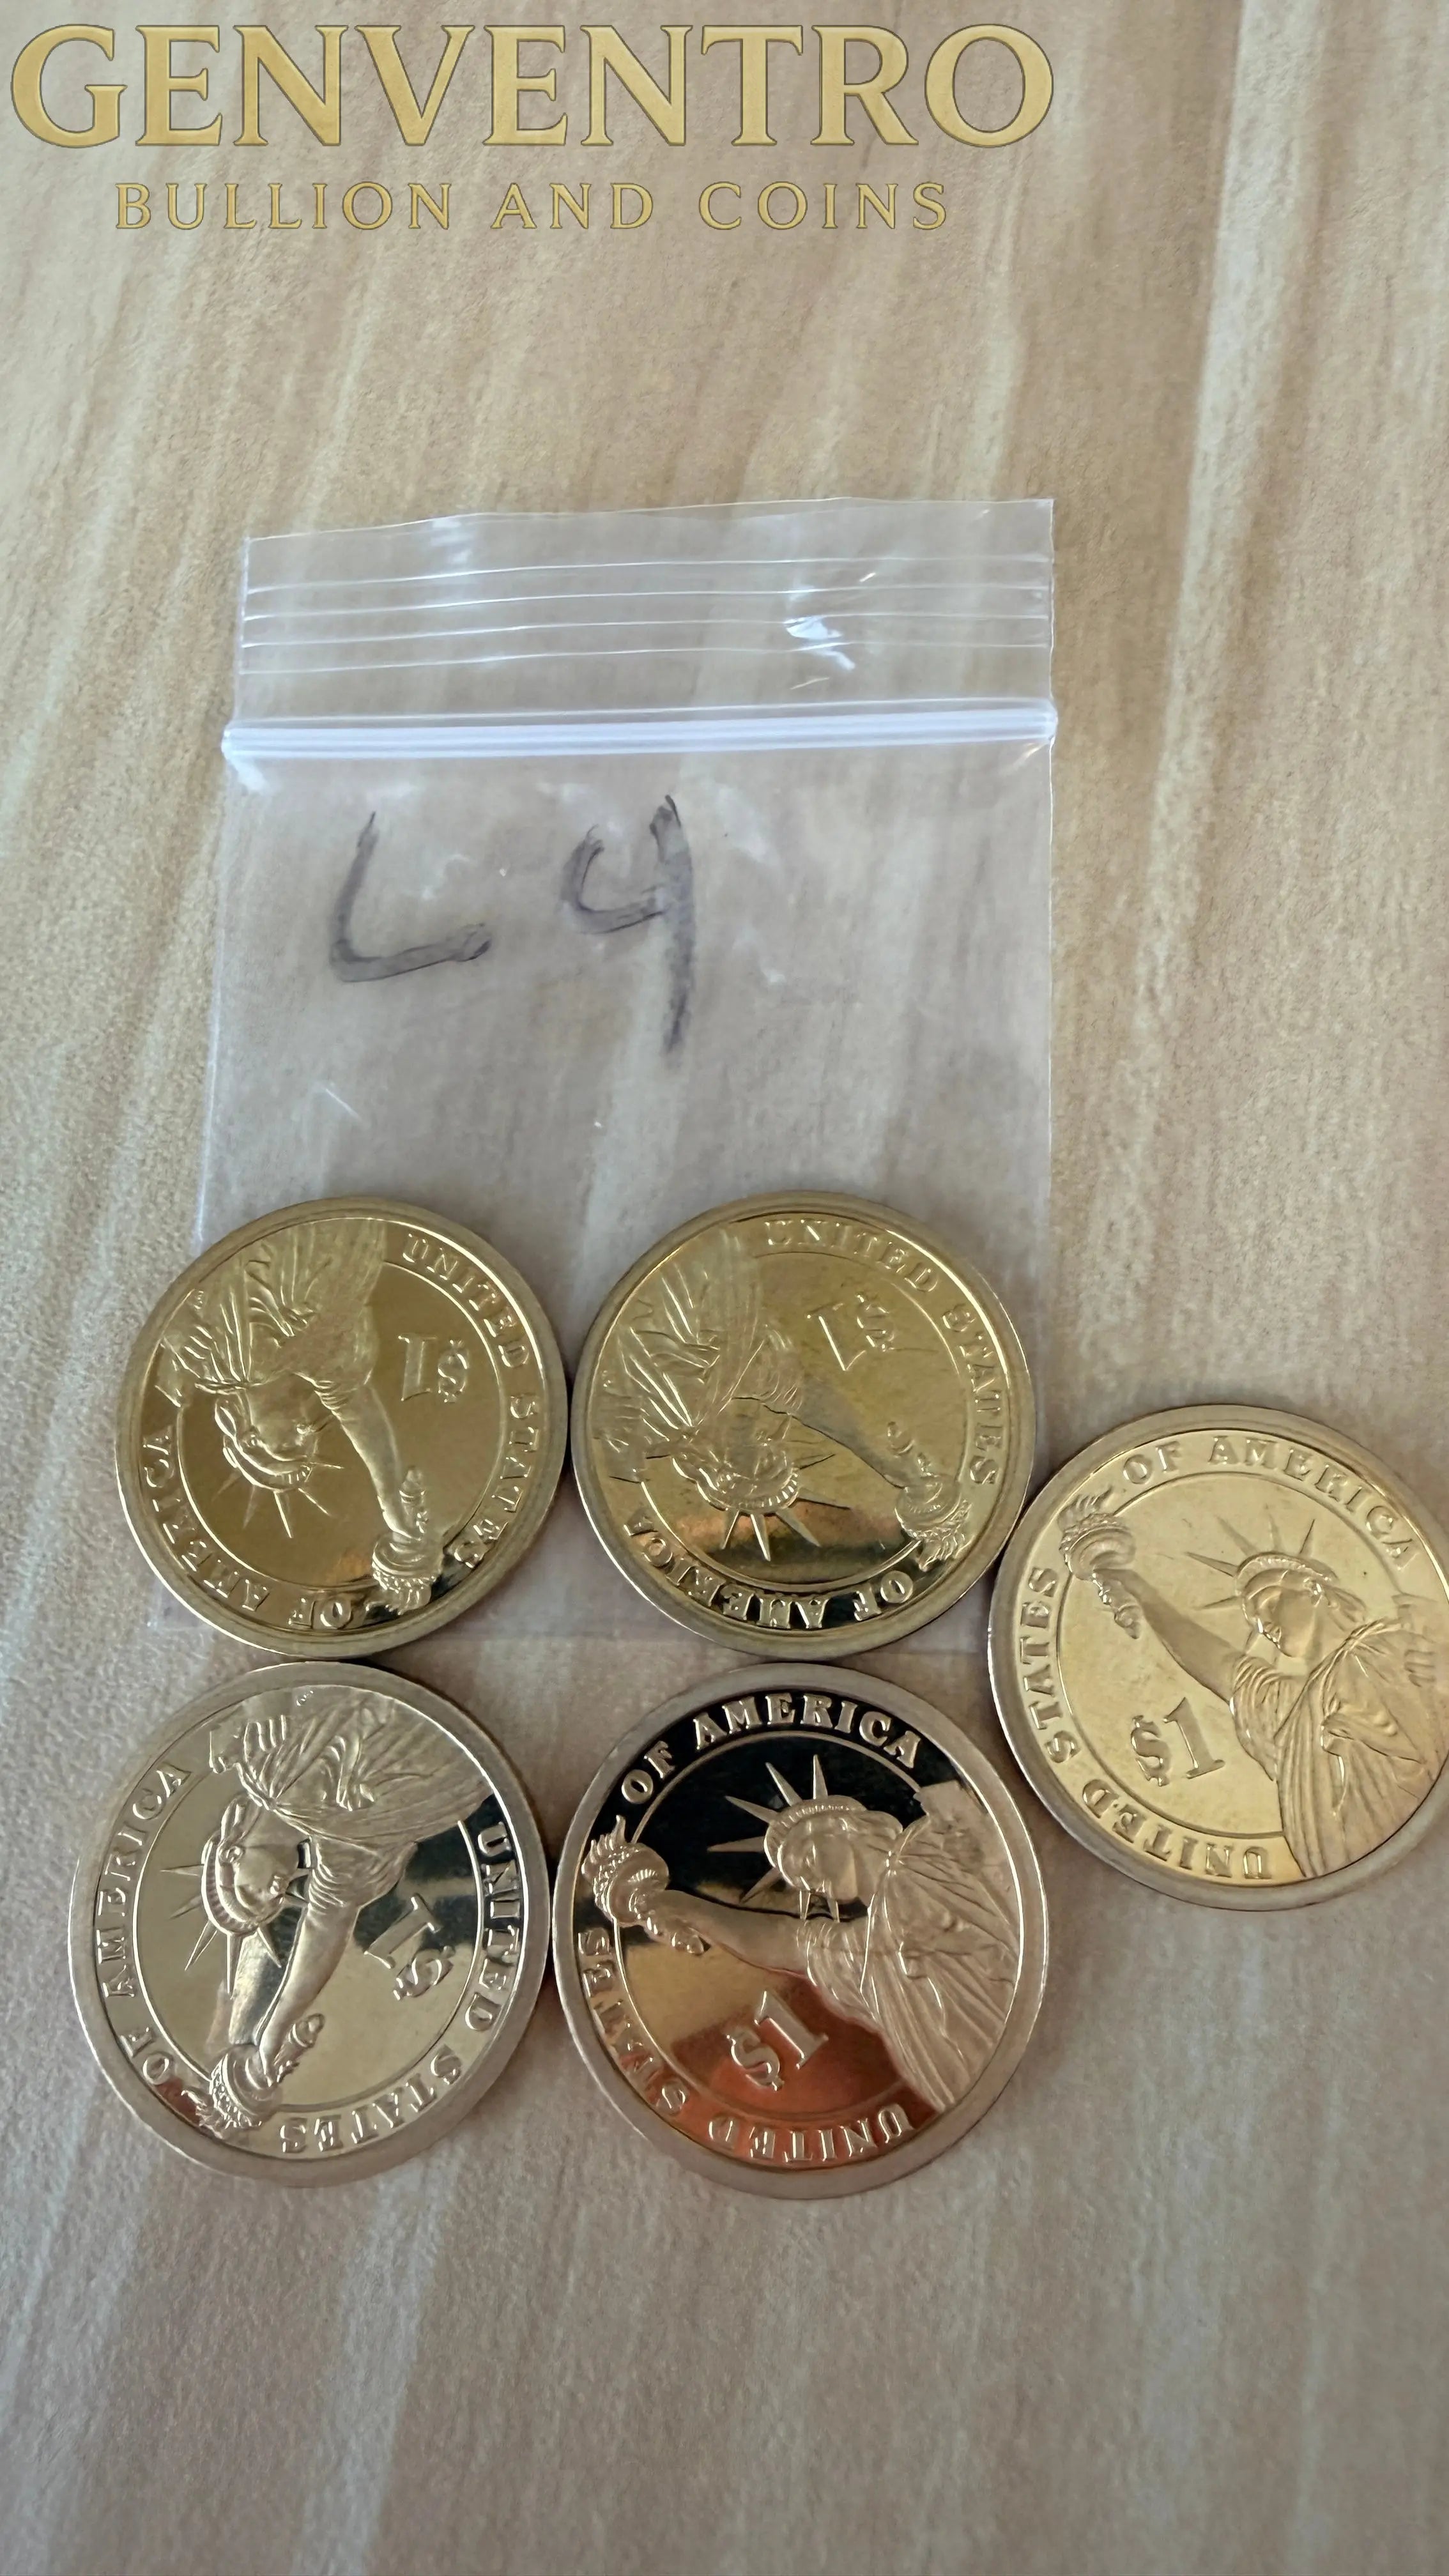 GENVENTRO
BULLION AND COINS
L 4
UNITED STATES OF AMERICA
$1
UNITED STATES OF AMERICA
$1
UNITED STATES OF AMERICA
$1
UNITED STATES OF AMERICA
$1
UNITED STATES OF AMERICA
$1